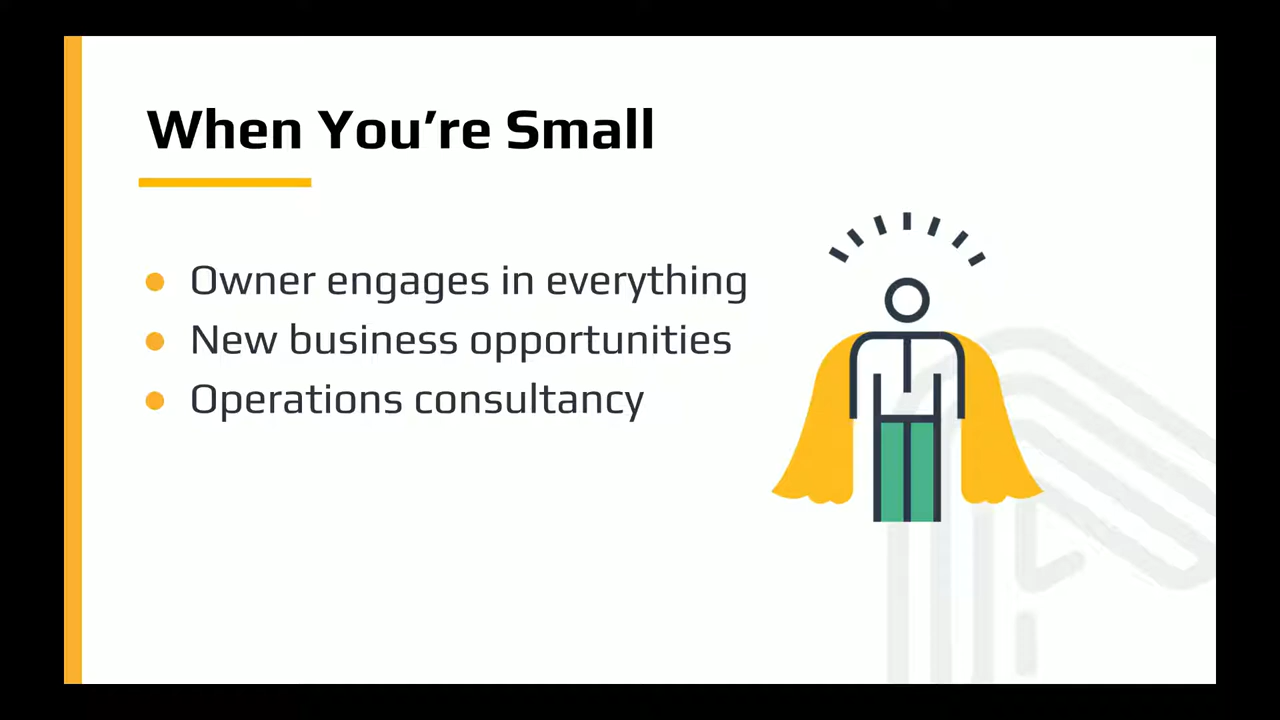 When You’re Small
Owner engages in everything
New business opportunities
Operations consultancy